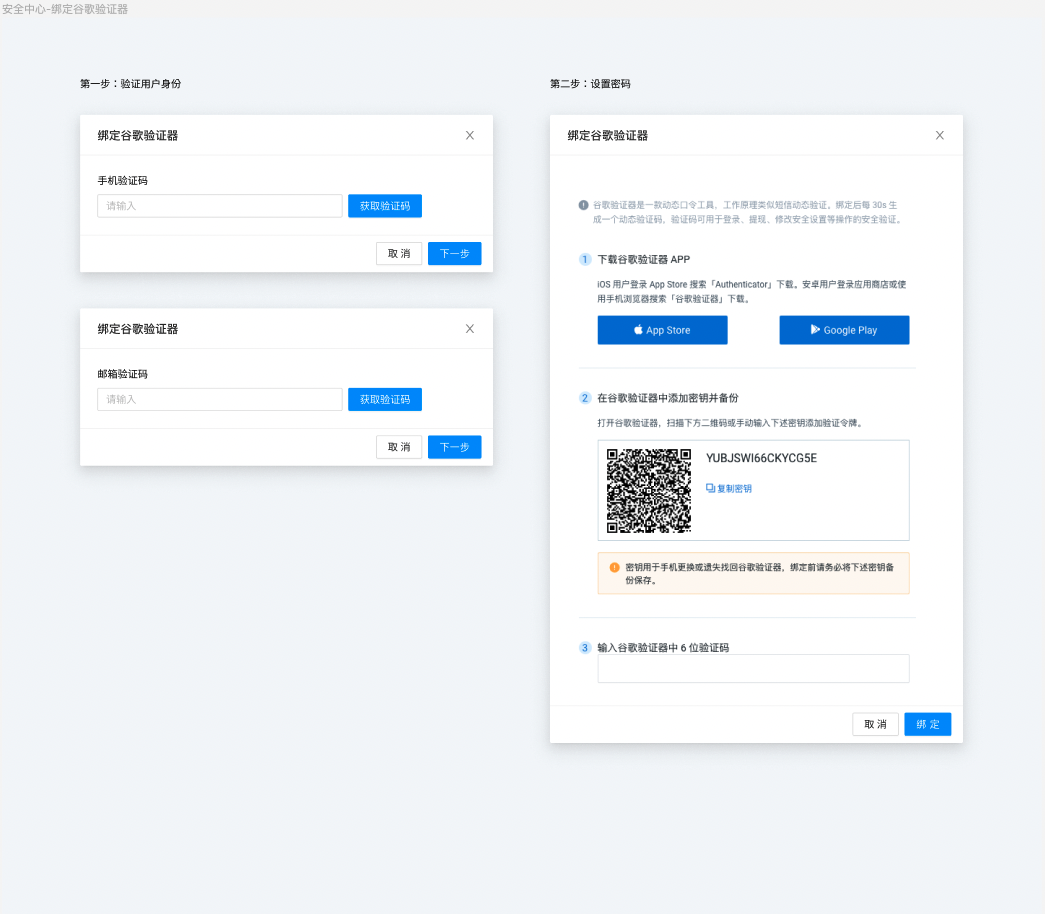 安全中心-绑定谷歌验证器
第一步：验证用户身份
绑定谷歌验证器
手机验证码
请输入
获取验证码
取 消
下一步
绑定谷歌验证器
邮箱验证码
请输入
获取验证码
取 消
下一步
第二步：设置密码
绑定谷歌验证器
谷歌验证器是一款动态口令工具，工作原理类似短信动态验证。绑定后每 30s 生
成一个动态验证码，验证码可用于登录、提现、修改安全设置等操作的安全验证。
1 下载谷歌验证器 APP
iOS 用户登录 App Store 搜索「Authenticator」下载。安卓用户登录应用商店或使
用手机浏览器搜索「谷歌验证器」下载。
App Store
Google Play
2 在谷歌验证器中添加密钥并备份
打开谷歌验证器，扫描下方二维码或手动输入下述密钥添加验证令牌。
YUBJSWI66CKYCG5E
复制密钥
密钥用于手机更换或遗失找回谷歌验证器，绑定前请务必将下述密钥备
份保存。
3 输入谷歌验证器中 6 位验证码
取 消
绑 定